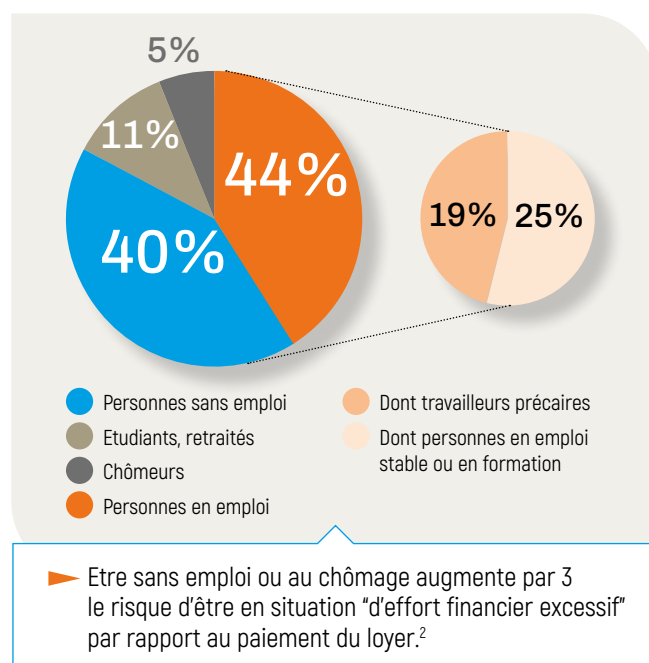 5%
11%
44%
40%
19%
25%
Personnes sans emploi
Etudiants, retraités
Chômeurs
Personnes en emploi
Dont travailleurs précaires
Dont personnes en emploi
stable ou en formation
Etre sans emploi ou au chômage augmente par 3
le risque d'être en situation "d'effort financier excessif"
par rapport au paiement du loyer.²